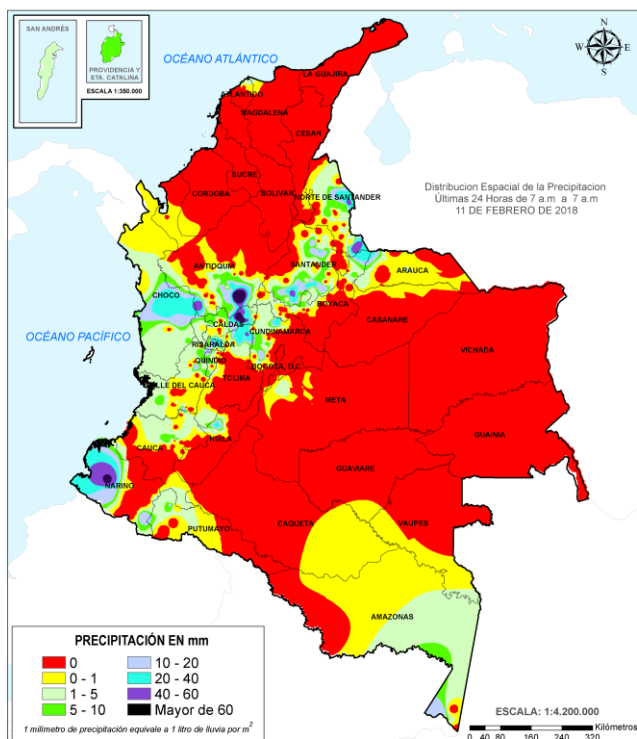 SAN ANDRÉS
PROVIDENCIA Y
STA. CATALINA
ESCALA 1:350.000
OCÉANO ATLÁNTICO
N
W
E
S
LA GUAJIRA
ATLANTICO
MAGDALENA
CESAR
SUCRE
CORDOBA
BOLIVAR
NORTE DE SANTANDER
Distribucion Espacial de la Precipitacion
Últimas 24 Horas de 7 a.m a 7 a.m
11 DE FEBRERO DE 2018
ANTIOQUIA
SANTANDER
ARAUCA
CHOCO
BOYACA
CASANARE
OCÉANO PACÍFICO
CALDAS
CUNDINAMARCA
VICHADA
RISARALDA
QUINDIO
BOGOTA, D.C.
TOLIMA
VALLE DEL CAUCA
META
GUAINIA
HUILA
CAUCA
GUAVIARE
NARIÑO
CAQUETA
VAUPES
PUTUMAYO
AMAZONAS
PRECIPITACIÓN EN mm
0
10 - 20
0 - 1
20 - 40
1 - 5
40 - 60
5 - 10
Mayor de 60
1 milimetro de precipitación equivale a 1 litro de lluvia por m2
ESCALA: 1:4.200.000
Kilómetros
0 40 80 160 240 320